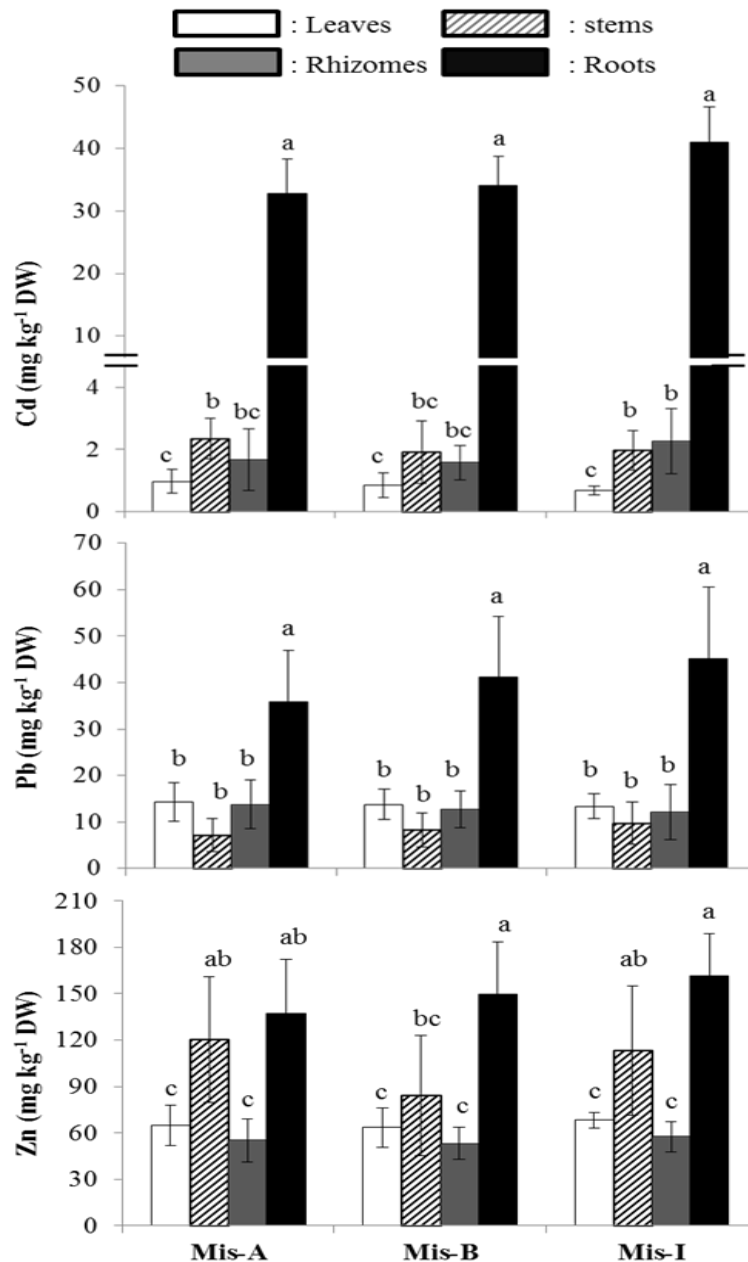 : Leaves : stems
: Rhizomes : Roots
50
40
30
20
10
4
2
0
Cd (mg kg⁻¹ DW)
c b bc a
c bc bc a
c b b a
70
60
50
40
30
20
10
0
Pb (mg kg⁻¹ DW)
b b b a
b b b a
b b b a
210
180
150
120
90
60
30
0
Zn (mg kg⁻¹ DW)
c ab c ab
c bc c a
c ab c a
Mis-A Mis-B Mis-I